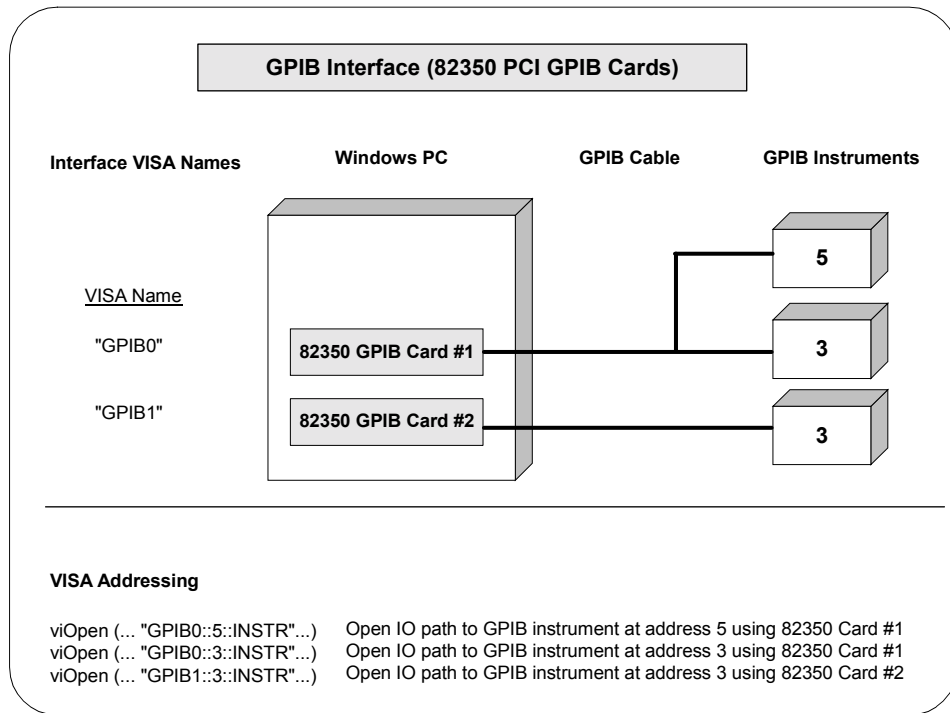 GPIB Interface (82350 PCI GPIB Cards)
Interface VISA Names
Windows PC
GPIB Cable
GPIB Instruments
VISA Name
"GPIB0"
"GPIB1"
82350 GPIB Card #1
82350 GPIB Card #2
5
3
3
VISA Addressing
viOpen (... "GPIB0::5::INSTR"...) Open IO path to GPIB instrument at address 5 using 82350 Card #1
viOpen (... "GPIB0::3::INSTR"...) Open IO path to GPIB instrument at address 3 using 82350 Card #1
viOpen (... "GPIB1::3::INSTR"...) Open IO path to GPIB instrument at address 3 using 82350 Card #2